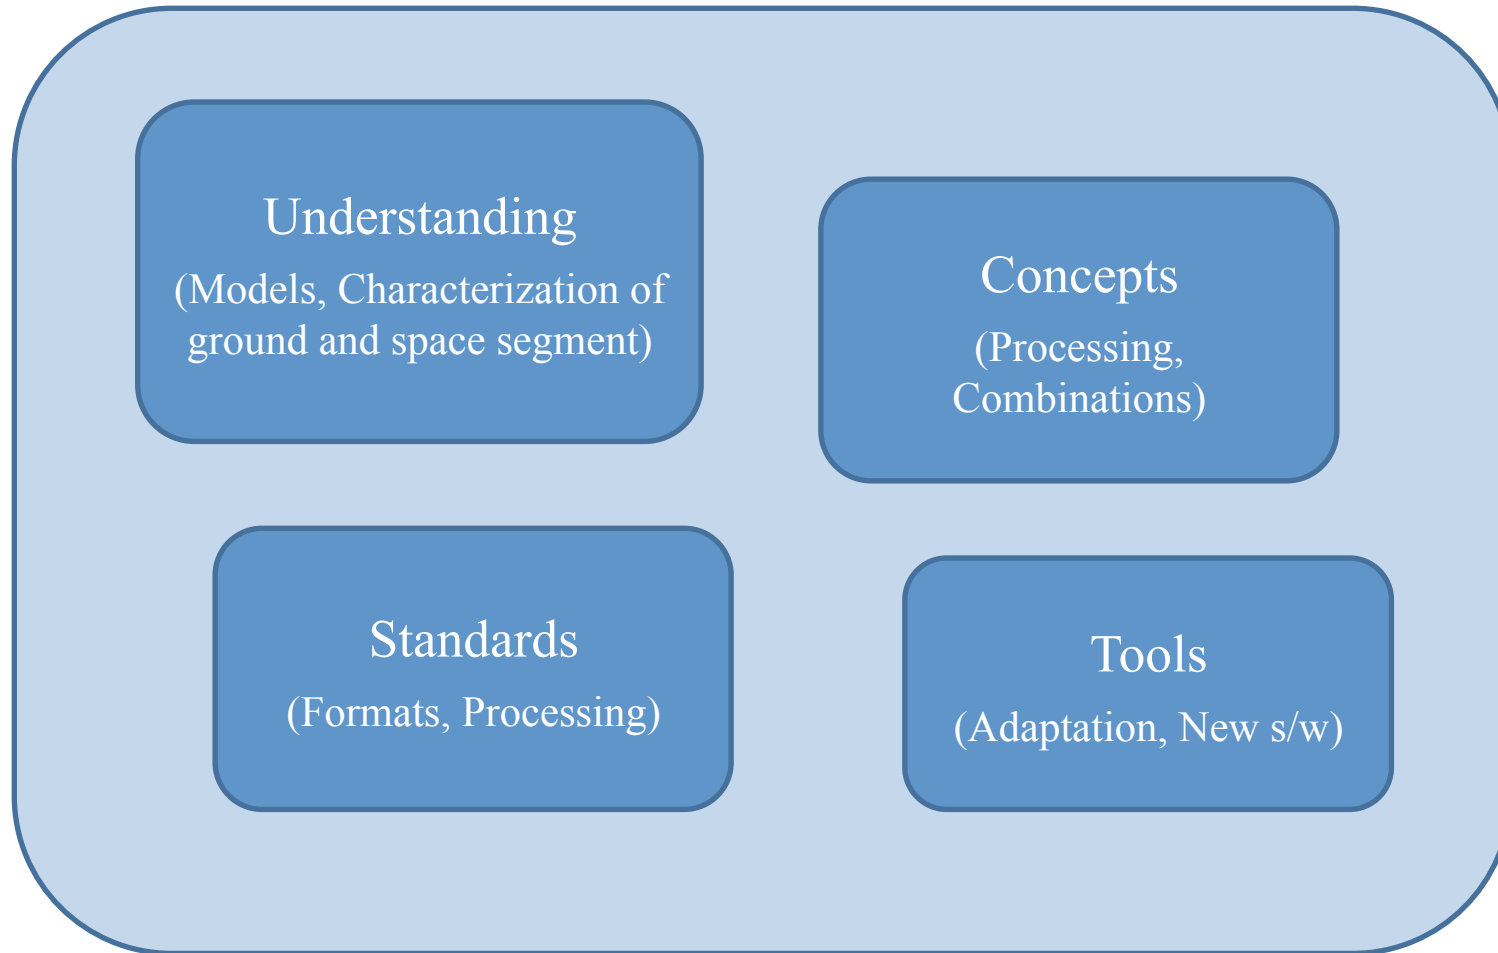 Understanding
(Models, Characterization of
ground and space segment)
Concepts
(Processing,
Combinations)
Standards
(Formats, Processing)
Tools
(Adaptation, New s/w)